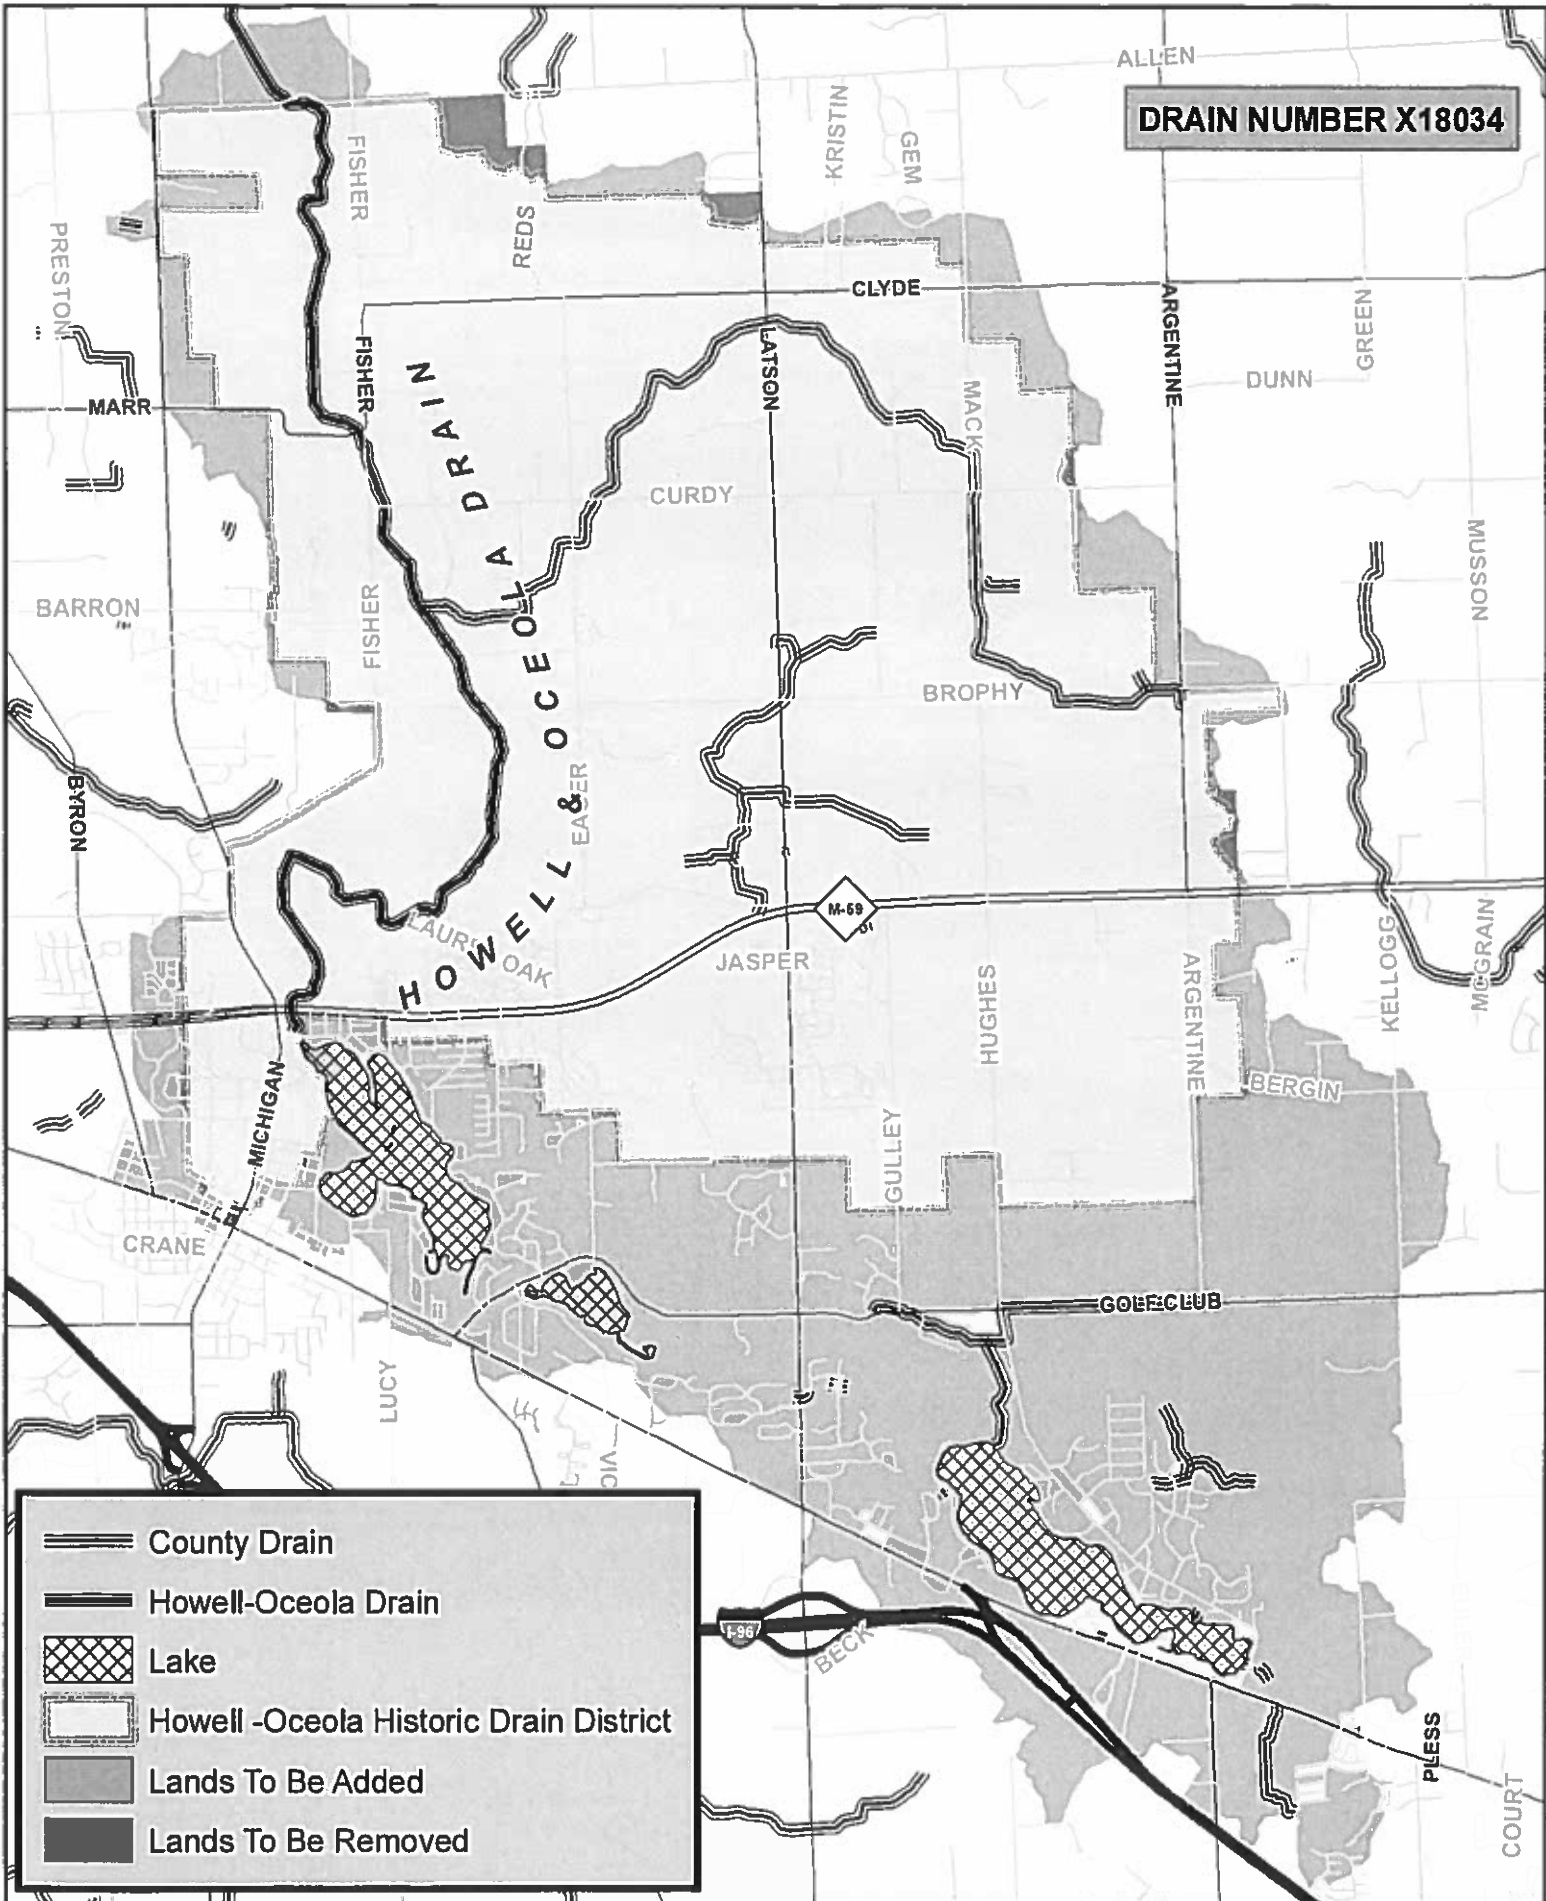 ALLEN
DRAIN NUMBER X18034
KRISTIN
GEM
FISHER
REDS
PRESTON
CLYDE
ARGENTINE
GREEN
FISHER
LATSON
DUNN
MARR
MACK
CURDY
MUSSON
BARRON
FISHER
BROPHY
HOWELL & OCEOLA DRAIN
BYRON
M-59
OAK
JASPER
HUGHES
ARGENTINE
KELLOGG
MCGRAIN
MICHIGAN
BERGIN
GULLEY
CRANE
GOLF CLUB
LUCY
VIC
I-96
BECK
PLESS
COURT
County Drain
Howell-Oceola Drain
Lake
Howell -Oceola Historic Drain District
Lands To Be Added
Lands To Be Removed